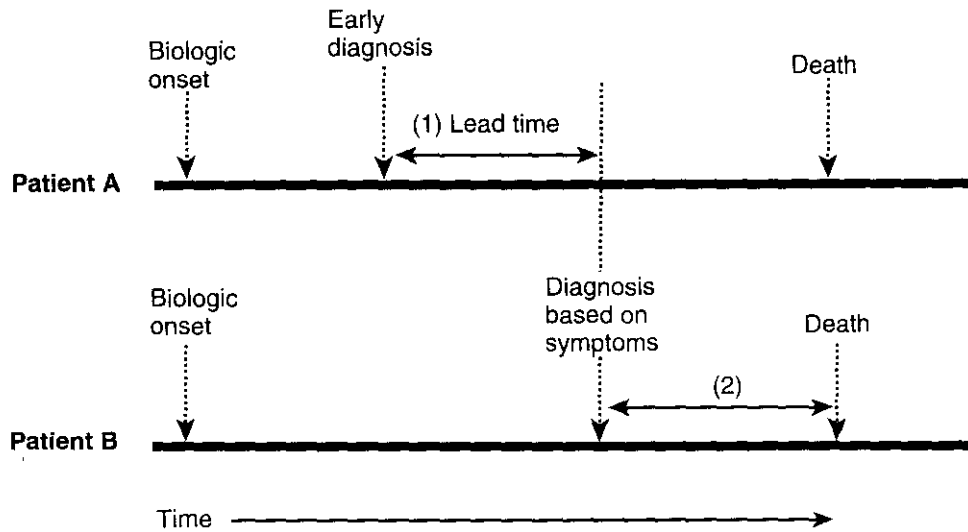 Early
diagnosis
Biologic
onset
Death
(1) Lead time
Patient A
Biologic
onset
Diagnosis
based on
symptoms
Death
(2)
Patient B
Time